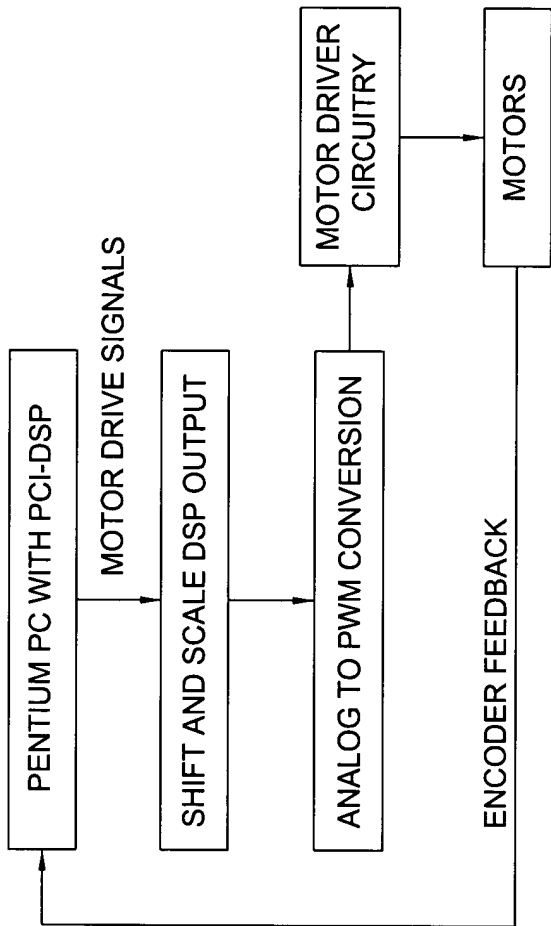 PENTIUM PC WITH PCI-DSP
MOTOR DRIVE SIGNALS
SHIFT AND SCALE DSP OUTPUT
ANALOG TO PWM CONVERSION
MOTOR DRIVER
CIRCUITRY
MOTORS
ENCODER FEEDBACK